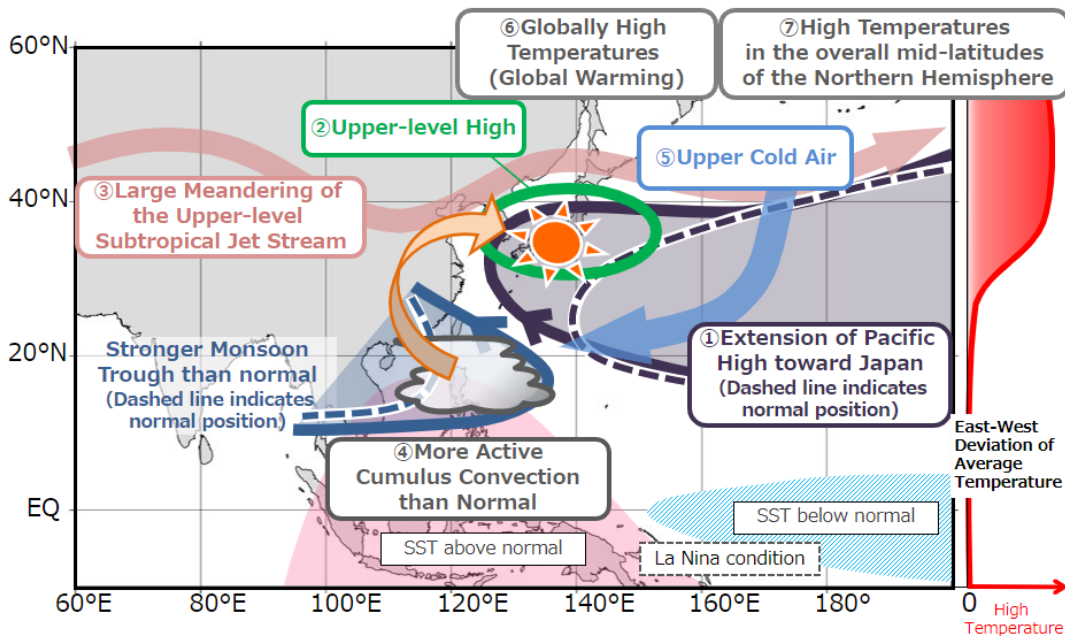 ⑥Globally High
Temperatures
(Global Warming)
⑦High Temperatures
in the overall mid-latitudes
of the Northern Hemisphere
60°N
②Upper-level High
⑤Upper Cold Air
40°N
③Large Meandering of
the Upper-level
Subtropical Jet Stream
20°N
Stronger Monsoon
Trough than normal
(Dashed line indicates
normal position)
①Extension of Pacific
High toward Japan
(Dashed line indicates
normal position)
④More Active
Cumulus Convection
than Normal
East-West
Deviation of
Average
Temperature
EQ
SST above normal
SST below normal
La Nina condition
60°E
100°E
120°E
140°E
160°E
180°
0
High
Temperature